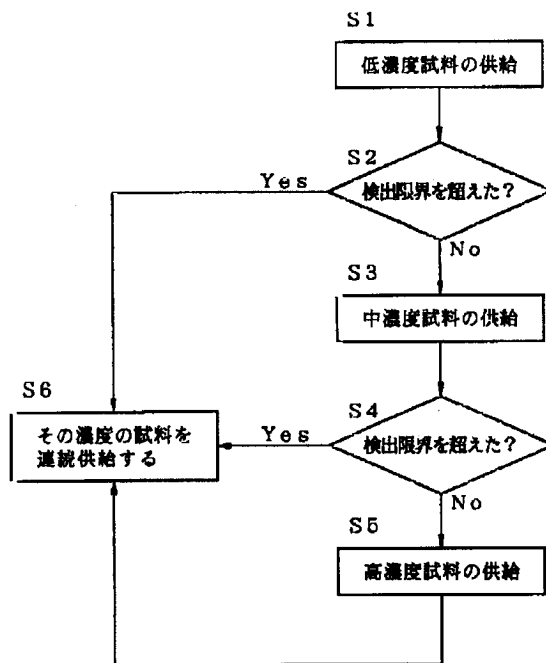 S1
低濃度試料の供給
S2
検出限界を超えた?
Yes
No
S3
中濃度試料の供給
S4
検出限界を超えた?
Yes
No
S5
高濃度試料の供給
S6
その濃度の試料を
連続供給する